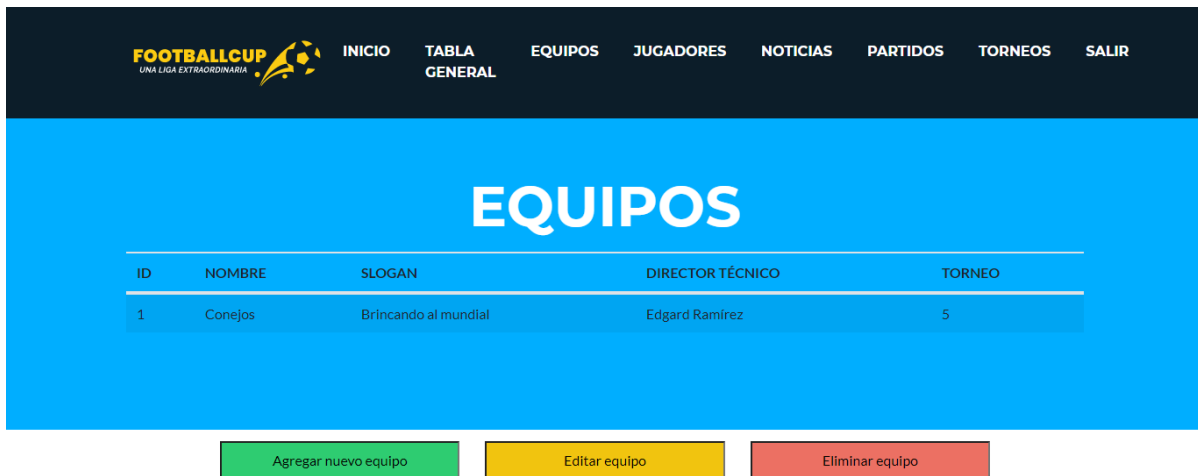 FOOTBALLCUP
UNA LIGA EXTRAORDINARIA
INICIO
TABLA
GENERAL
EQUIPOS
JUGADORES
NOTICIAS
PARTIDOS
TORNEOS
SALIR
EQUIPOS
ID NOMBRE SLOGAN DIRECTOR TÉCNICO TORNEO
1 Conejos Brincando al mundial Edgard Ramírez 5
Agregar nuevo equipo
Editar equipo
Eliminar equipo